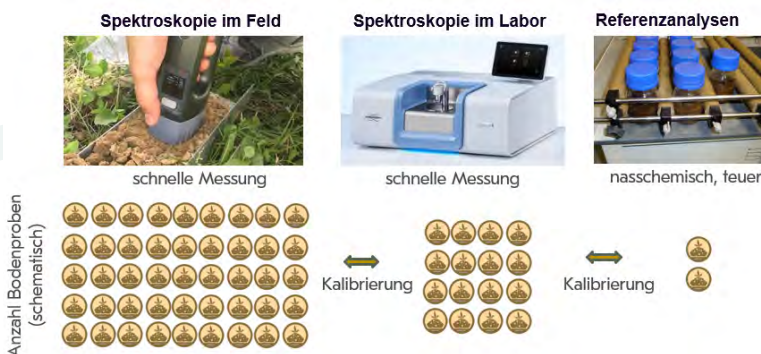 Spektroskopie im Feld
Spektroskopie im Labor
Referenzanalysen
schnelle Messung
schnelle Messung
nasschemisch, teuer
Anzahl Bodenproben
(schematisch)
Kalibrierung
Kalibrierung